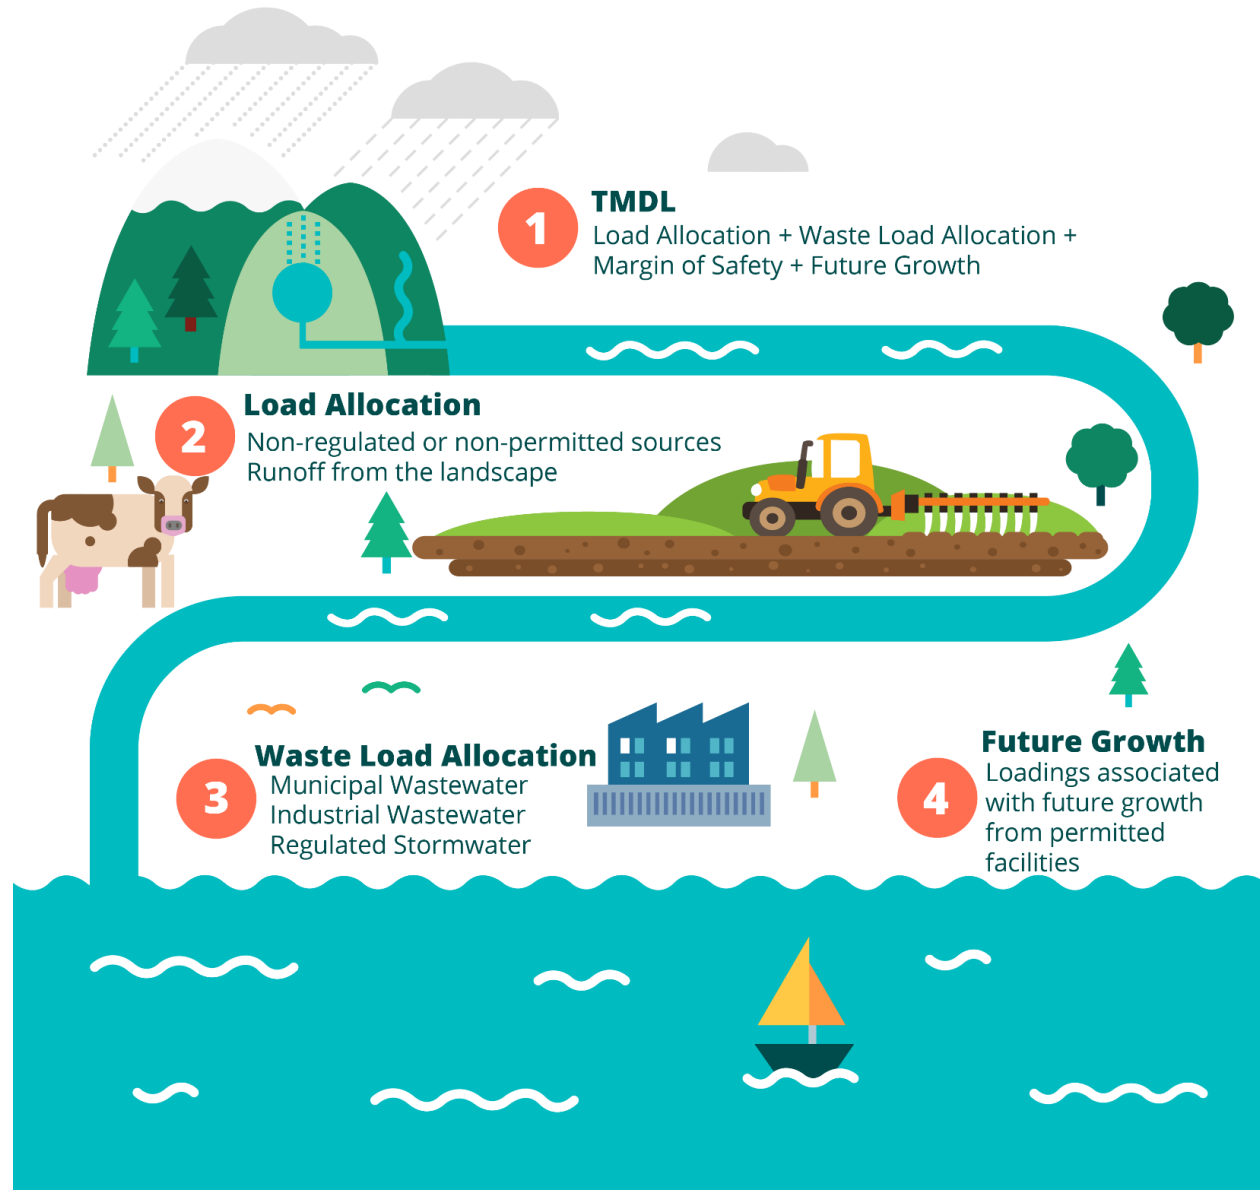 1
TMDL
Load Allocation + Waste Load Allocation +
Margin of Safety + Future Growth
2
Load Allocation
Non-regulated or non-permitted sources
Runoff from the landscape
3
Waste Load Allocation
Municipal Wastewater
Industrial Wastewater
Regulated Stormwater
4
Future Growth
Loadings associated
with future growth
from permitted
facilities